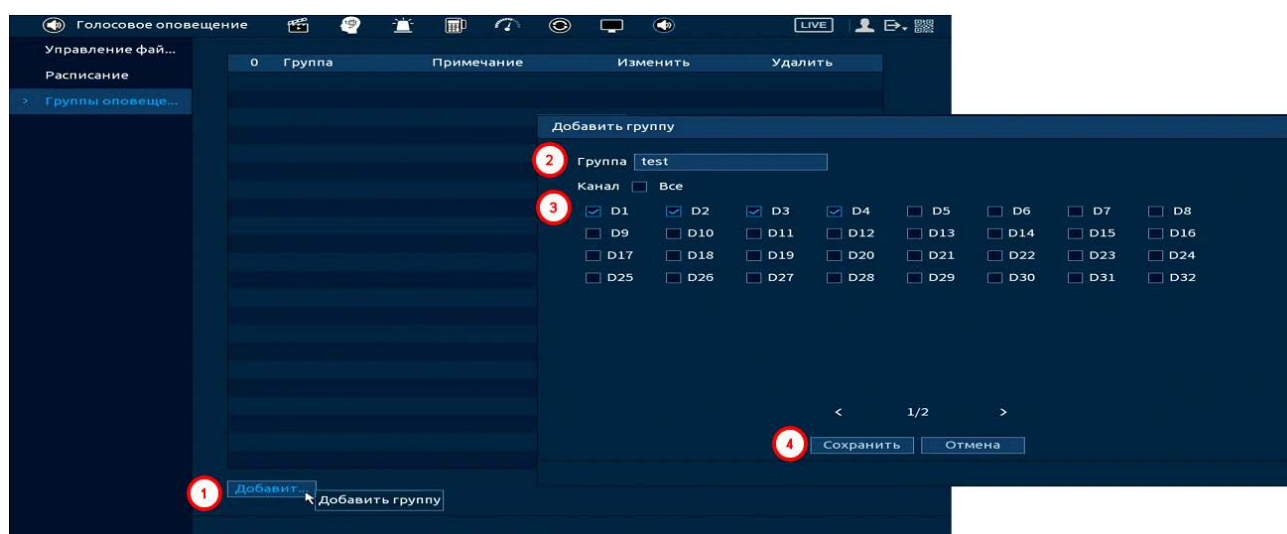 Голосовое оповещение LIVE
Управление фай...
Расписание
Группы оповеще...
0 Группа Примечание Изменить Удалить
Добавить группу
2 Группа test
Канал Все
3 D1 D2 D3 D4 D5 D6 D7 D8
D9 D10 D11 D12 D13 D14 D15 D16
D17 D18 D19 D20 D21 D22 D23 D24
D25 D26 D27 D28 D29 D30 D31 D32
< 1/2 >
4 Сохранить Отмена
1 Добавит...
Добавить группу